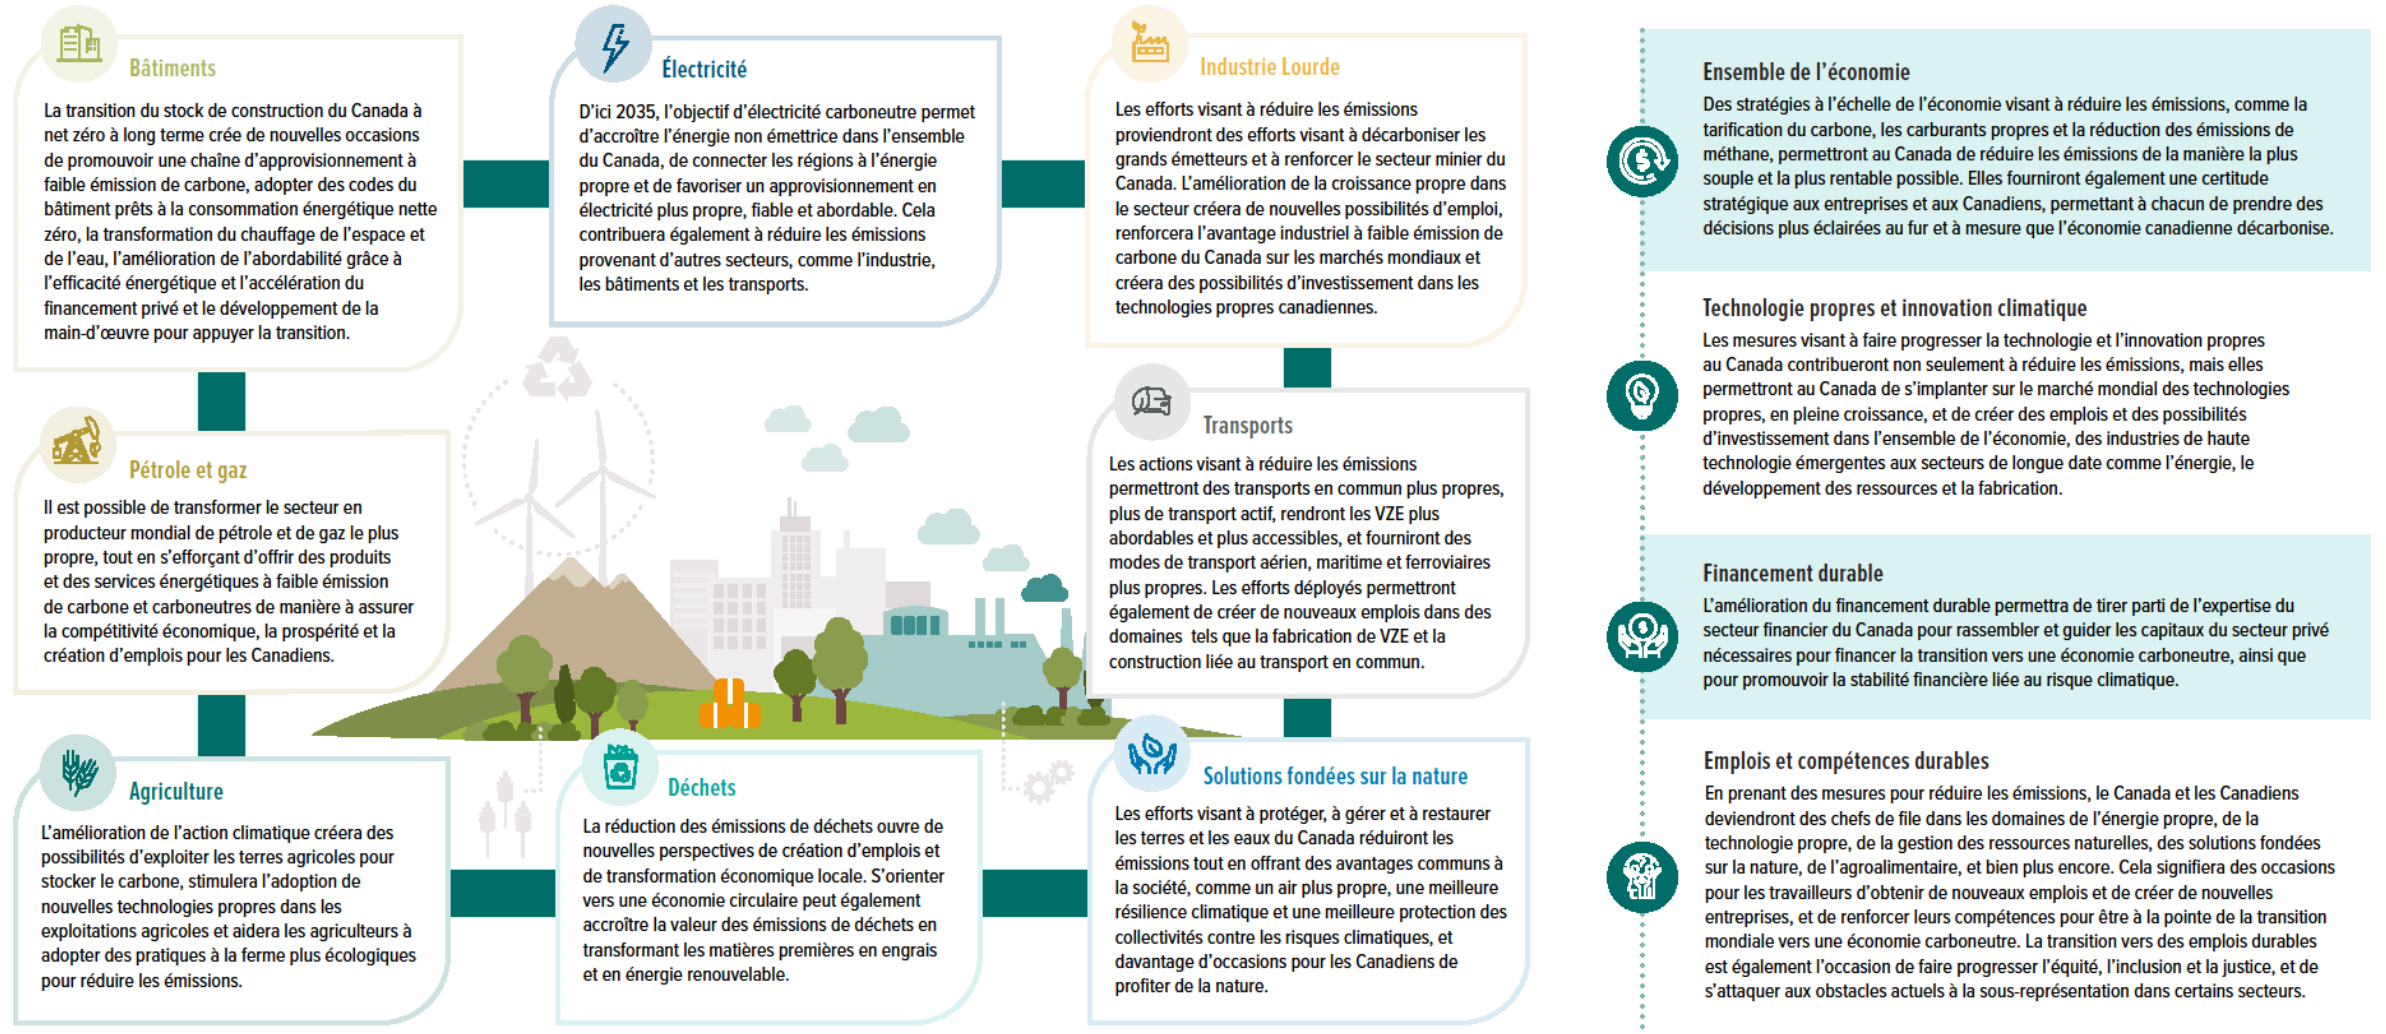 Bâtiments
La transition du stock de construction du Canada à
net zéro à long terme crée de nouvelles occasions
de promouvoir une chaîne d'approvisionnement à
faible émission de carbone, adopter des codes du
bâtiment prêts à la consommation énergétique nette
zéro, la transformation du chauffage de l'espace et
de l'eau, l'amélioration de l'abordabilité grâce à
l'efficacité énergétique et l'accélération du
financement privé et le développement de la
main-d'œuvre pour appuyer la transition.
Électricité
D'ici 2035, l'objectif d'électricité carboneutre permet
d'accroître l'énergie non émettrice dans l'ensemble
du Canada, de connecter les régions à l'énergie
propre et de favoriser un approvisionnement en
électricité plus propre, fiable et abordable. Cela
contribuera également à réduire les émissions
provenant d'autres secteurs, comme l'industrie,
les bâtiments et les transports.
Industrie Lourde
Les efforts visant à réduire les émissions
proviendront des efforts visant à décarboniser les
grands émetteurs et à renforcer le secteur minier du
Canada. L'amélioration de la croissance propre dans
le secteur créera de nouvelles possibilités d'emploi,
renforcera l'avantage industriel à faible émission de
carbone du Canada sur les marchés mondiaux et
créera des possibilités d'investissement dans les
technologies propres canadiennes.
Pétrole et gaz
Il est possible de transformer le secteur en
producteur mondial de pétrole et de gaz le plus
propre, tout en s'efforçant d'offrir des produits
et des services énergétiques à faible émission
de carbone et carboneutres de manière à assurer
la compétitivité économique, la prospérité et la
création d'emplois pour les Canadiens.
Transports
Les actions visant à réduire les émissions
permettront des transports en commun plus propres,
plus de transport actif, rendront les VZE plus
abordables et plus accessibles, et fourniront des
modes de transport aérien, maritime et ferroviaires
plus propres. Les efforts déployés permettront
également de créer de nouveaux emplois dans des
domaines tels que la fabrication de VZE et la
construction liée au transport en commun.
Agriculture
L'amélioration de l'action climatique créera des
possibilités d'exploiter les terres agricoles pour
stocker le carbone, stimulera l'adoption de
nouvelles technologies propres dans les
exploitations agricoles et aidera les agriculteurs à
adopter des pratiques à la ferme plus écologiques
pour réduire les émissions.
Déchets
La réduction des émissions de déchets ouvre de
nouvelles perspectives de création d'emplois et
de transformation économique locale. S'orienter
vers une économie circulaire peut également
accroître la valeur des émissions de déchets en
transformant les matières premières en engrais
et en énergie renouvelable.
Solutions fondées sur la nature
Les efforts visant à protéger, à gérer et à restaurer
les terres et les eaux du Canada réduiront les
émissions tout en offrant des avantages communs à
la société, comme un air plus propre, une meilleure
résilience climatique et une meilleure protection des
collectivités contre les risques climatiques, et
davantage d'occasions pour les Canadiens de
profiter de la nature.
Ensemble de l'économie
Des stratégies à l'échelle de l'économie visant à réduire les émissions, comme la
tarification du carbone, les carburants propres et la réduction des émissions de
méthane, permettront au Canada de réduire les émissions de la manière la plus
souple et la plus rentable possible. Elles fourniront également une certitude
stratégique aux entreprises et aux Canadiens, permettant à chacun de prendre des
décisions plus éclairées au fur et à mesure que l'économie canadienne décarbonise.
Technologie propres et innovation climatique
Les mesures visant à faire progresser la technologie et l'innovation propres
au Canada contribueront non seulement à réduire les émissions, mais elles
permettront au Canada de s'implanter sur le marché mondial des technologies
propres, en pleine croissance, et de créer des emplois et des possibilités
d'investissement dans l'ensemble de l'économie, des industries de haute
technologie émergentes aux secteurs de longue date comme l'énergie, le
développement des ressources et la fabrication.
Financement durable
L'amélioration du financement durable permettra de tirer parti de l'expertise du
secteur financier du Canada pour rassembler et guider les capitaux du secteur privé
nécessaires pour financer la transition vers une économie carboneutre, ainsi que
pour promouvoir la stabilité financière liée au risque climatique.
Emplois et compétences durables
En prenant des mesures pour réduire les émissions, le Canada et les Canadiens
deviendront des chefs de file dans les domaines de l'énergie propre, de la
technologie propre, de la gestion des ressources naturelles, des solutions fondées
sur la nature, de l'agroalimentaire, et bien plus encore. Cela signifiera des occasions
pour les travailleurs d'obtenir de nouveaux emplois et de créer de nouvelles
entreprises, et de renforcer leurs compétences pour être à la pointe de la transition
mondiale vers une économie carboneutre. La transition vers des emplois durables
est également l'occasion de faire progresser l'équité, l'inclusion et la justice, et de
s'attaquer aux obstacles actuels à la sous-représentation dans certains secteurs.